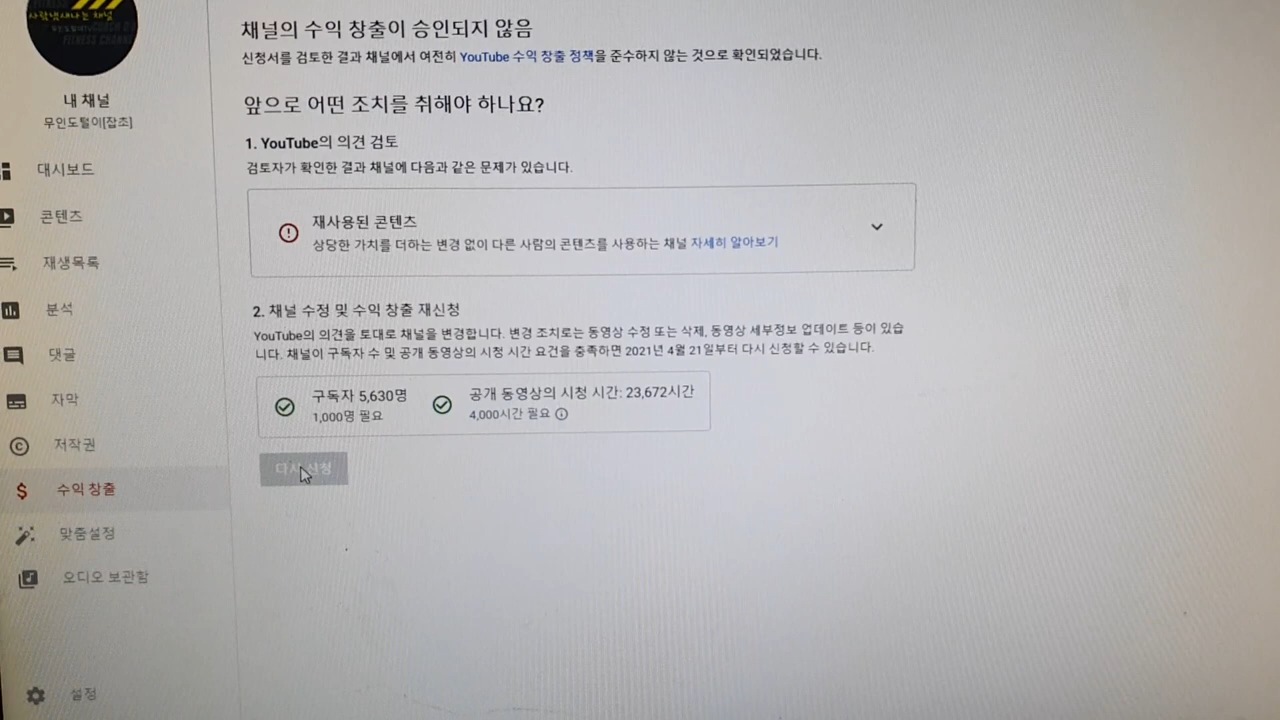 사람냄새나는 채널
FITNESS CHANNEL
내 채널
무인도털이[잡초]
대시보드
콘텐츠
재생목록
분석
댓글
자막
저작권
수익 창출
맞춤설정
오디오 보관함
설정
채널의 수익 창출이 승인되지 않음
신청서를 검토한 결과 채널에서 여전히 YouTube 수익 창출 정책을 준수하지 않는 것으로 확인되었습니다.
앞으로 어떤 조치를 취해야 하나요?
1. YouTube의 의견 검토
검토자가 확인한 결과 채널에 다음과 같은 문제가 있습니다.
재사용된 콘텐츠
상당한 가치를 더하는 변경 없이 다른 사람의 콘텐츠를 사용하는 채널 자세히 알아보기
2. 채널 수정 및 수익 창출 재신청
YouTube의 의견을 토대로 채널을 변경합니다. 변경 조치로는 동영상 수정 또는 삭제, 동영상 세부정보 업데이트 등이 있습
니다. 채널이 구독자 수 및 공개 동영상의 시청 시간 요건을 충족하면 2021년 4월 21일부터 다시 신청할 수 있습니다.
구독자 5,630명
1,000명 필요
공개 동영상의 시청 시간: 23,672시간
4,000시간 필요
다시 신청